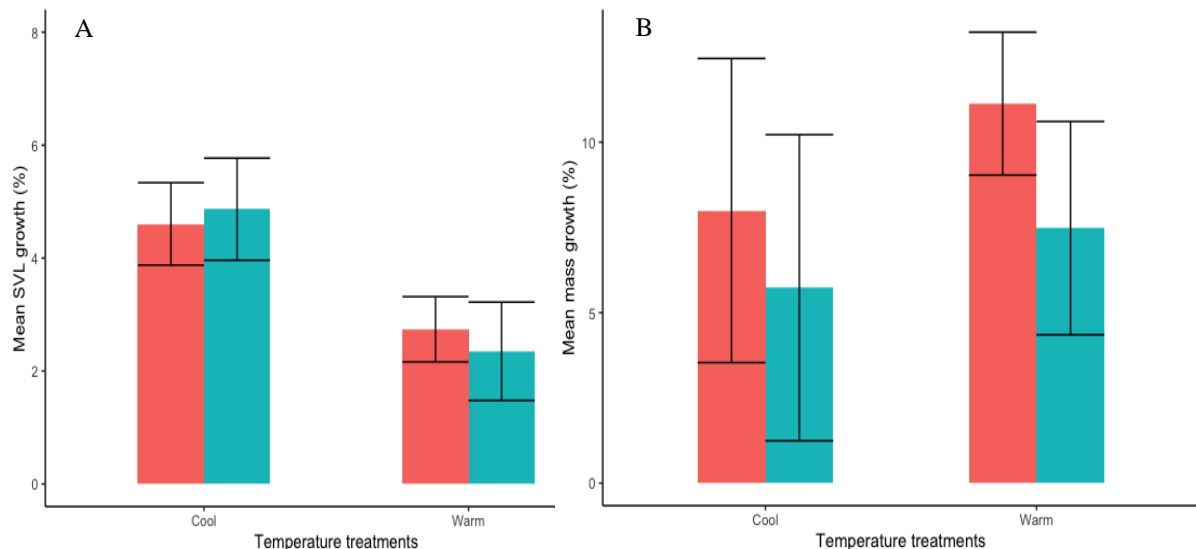 A
Mean SVL growth (%)
8
6
4
2
0
Cool
Warm
Temperature treatments
B
Mean mass growth (%)
10
5
0
Cool
Warm
Temperature treatments